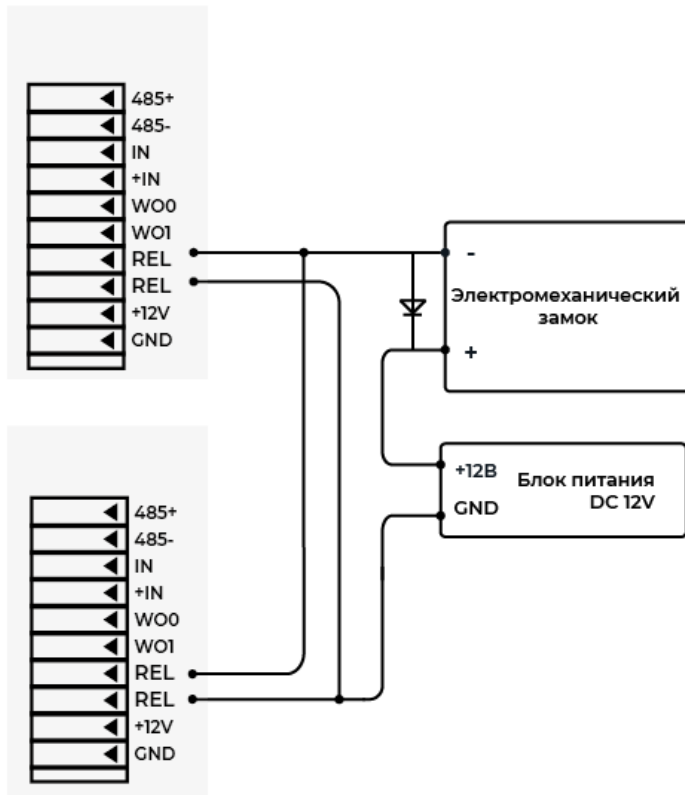 485+
485-
IN
+IN
WO0
WO1
REL
REL
+12V
GND
-
Электромеханический
замок
+
+12В
Блок питания
DC 12V
GND
485+
485-
IN
+IN
WO0
WO1
REL
REL
+12V
GND